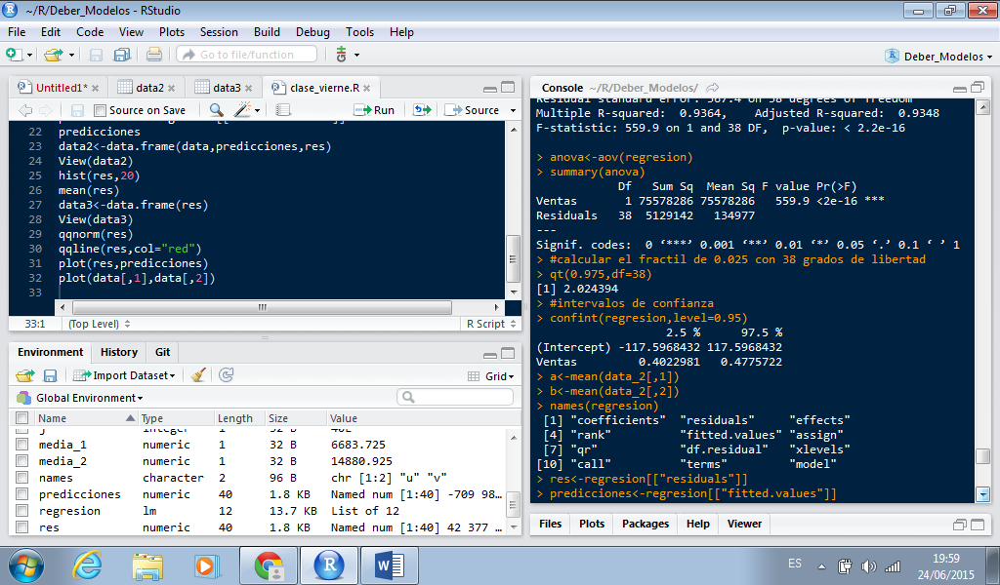 ~/R/Deber_Modelos - RStudio
File Edit Code View Plots Session Build Debug Tools Help
Go to file/function
Deber_Modelos
Untitled1* data2 data3 clase_vierne.R
Source on Save Run Source
22 predicciones
23 data2<-data.frame(data,predicciones,res)
24 View(data2)
25 hist(res,20)
26 mean(res)
27 data3<-data.frame(res)
28 View(data3)
29 qqnorm(res)
30 qqline(res,col="red")
31 plot(res,predicciones)
32 plot(data[,1],data[,2])
33
33:1 (Top Level) R Script
Environment History Git
Import Dataset Grid
Global Environment
Name Type Length Size Value
media_1 numeric 1 32 B 6683.725
media_2 numeric 1 32 B 14880.925
names character 2 96 B chr [1:2] "u" "v"
predicciones numeric 40 1.8 KB Named num [1:40] -709 98…
regresion lm 12 13.7 KB List of 12
res numeric 40 1.8 KB Named num [1:40] 42 377 …
Console ~/R/Deber_Modelos/
Residual standard error: 367.4 on 38 degrees of freedom
Multiple R-squared: 0.9364, Adjusted R-squared: 0.9348
F-statistic: 559.9 on 1 and 38 DF, p-value: < 2.2e-16
> anova<-aov(regresion)
> summary(anova)
Df Sum Sq Mean Sq F value Pr(>F)
Ventas 1 75578286 75578286 559.9 <2e-16 ***
Residuals 38 5129142 134977
---
Signif. codes: 0 ‘***’ 0.001 ‘**’ 0.01 ‘*’ 0.05 ‘.’ 0.1 ‘ ’ 1
> #calcular el fractil de 0.025 con 38 grados de libertad
> qt(0.975,df=38)
[1] 2.024394
> #intervalos de confianza
> confint(regresion,level=0.95)
2.5 % 97.5 %
(Intercept) -117.5968432 117.5968432
Ventas 0.4022981 0.4775722
> a<-mean(data_2[,1])
> b<-mean(data_2[,2])
> names(regresion)
[1] "coefficients" "residuals" "effects"
[4] "rank" "fitted.values" "assign"
[7] "qr" "df.residual" "xlevels"
[10] "call" "terms" "model"
> res<-regresion[["residuals"]]
> predicciones<-regresion[["fitted.values"]]
Files Plots Packages Help Viewer
ES
19:59
24/06/2015